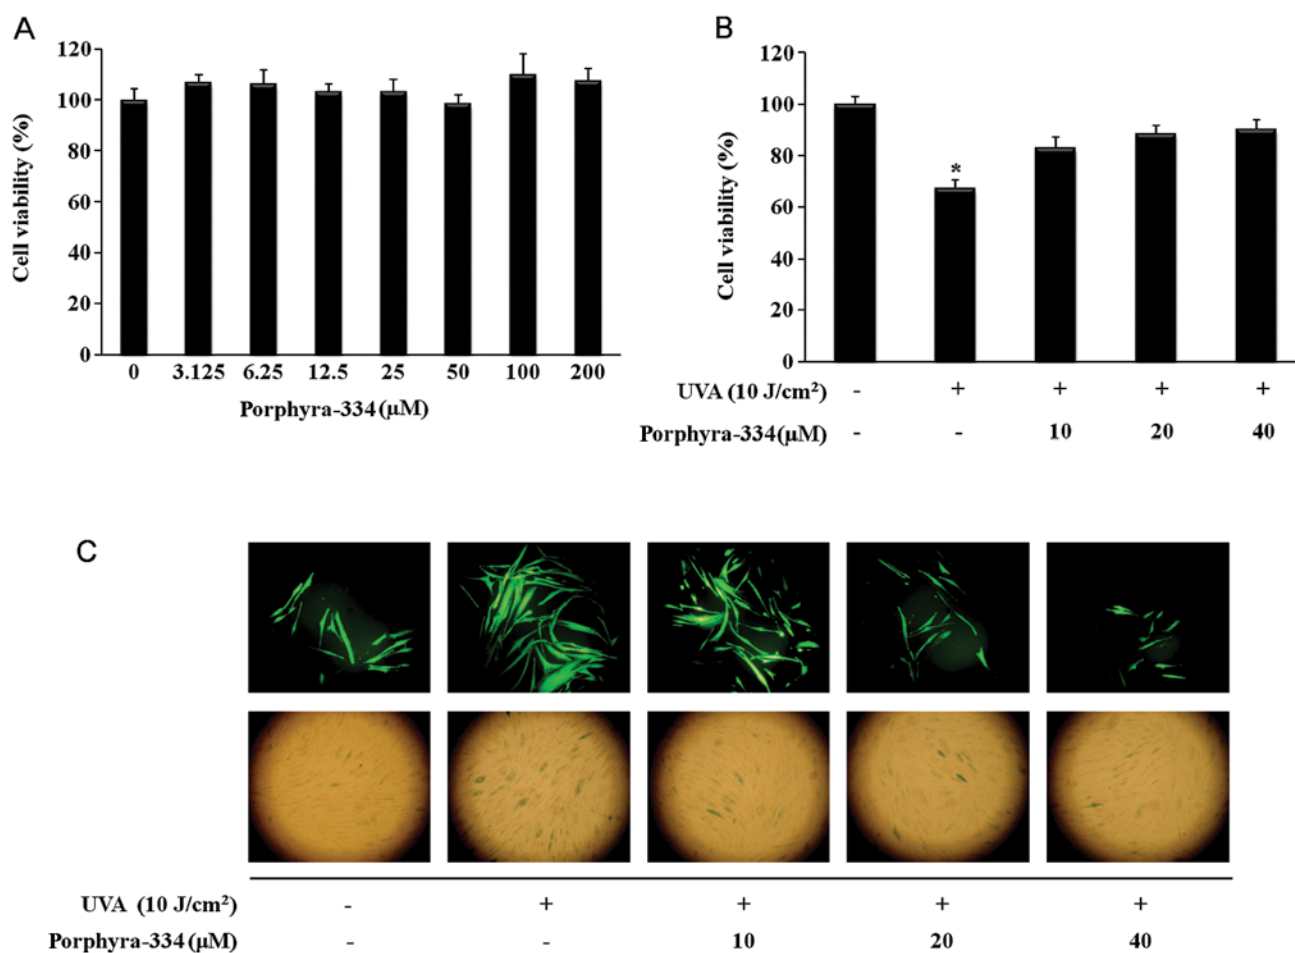 A
Cell viability (%)
120
100
80
60
40
20
0
0 3.125 6.25 12.5 25 50 100 200
Porphyra-334 (μM)
B
Cell viability (%)
120
100
80
60
40
20
0
*
UVA (10 J/cm²) - + + + +
Porphyra-334 (μM) - - 10 20 40
C
UVA (10 J/cm²) - + + + +
Porphyra-334 (μM) - - 10 20 40